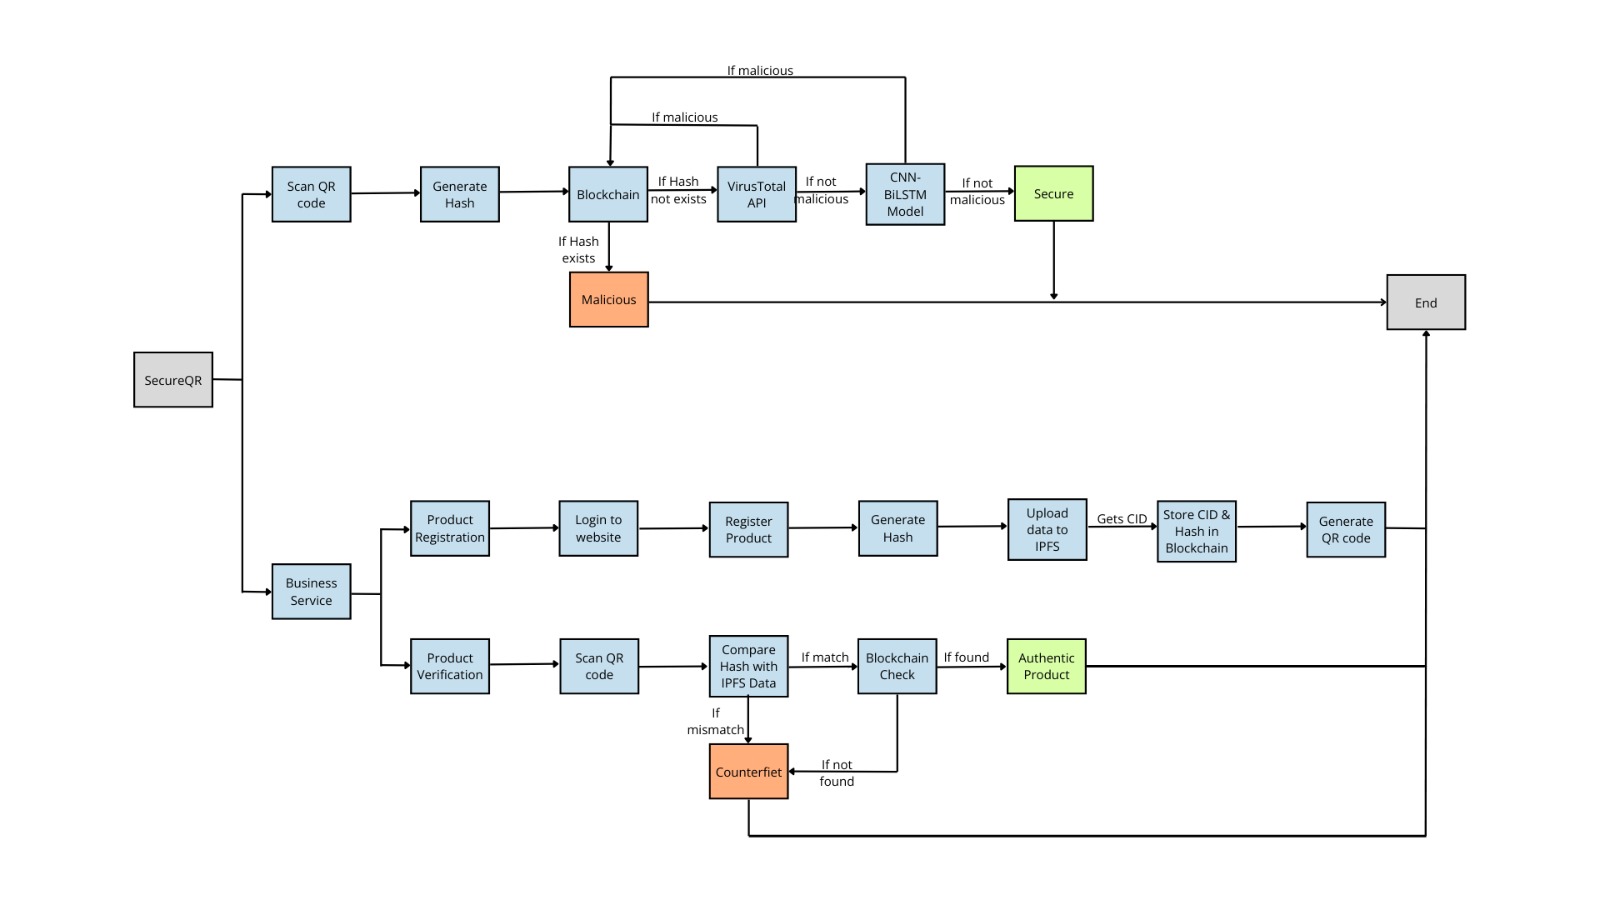 If malicious
If malicious
Scan QR
code
Generate
Hash
Blockchain
If Hash
not exists
VirusTotal
API
If not
malicious
CNN-
BiLSTM
Model
If not
malicious
Secure
If Hash
exists
Malicious
End
SecureQR
Product
Registration
Login to
website
Register
Product
Generate
Hash
Upload
data to
IPFS
Gets CID
Store CID &
Hash in
Blockchain
Generate
QR code
Business
Service
Product
Verification
Scan QR
code
Compare
Hash with
IPFS Data
If match
Blockchain
Check
If found
Authentic
Product
If
mismatch
Counterfiet
If not
found